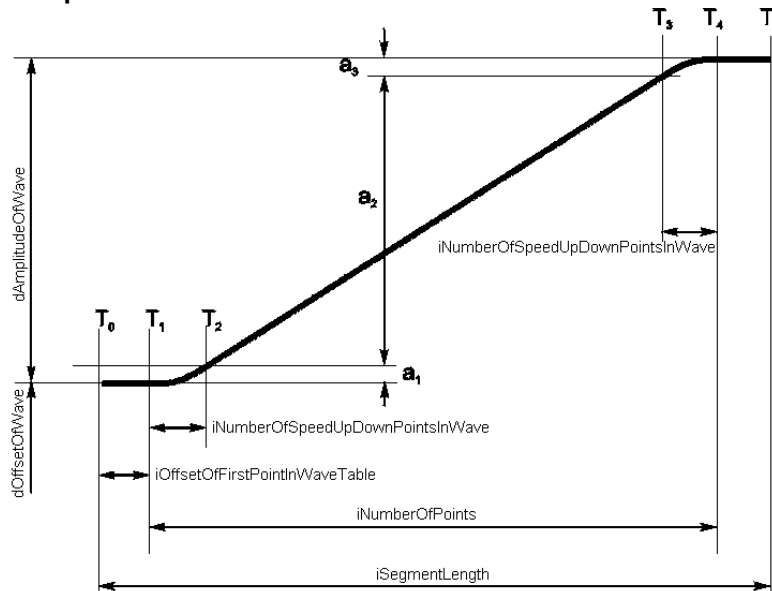 T₃ T₄ T
a₃
dAmplitudeOfWave
a₂
iNumberOfSpeedUpDownPointsInWave
T₀ T₁ T₂
a₁
dOffsetOfWave
iNumberOfSpeedUpDownPointsInWave
iOffsetOfFirstPointInWaveTable
iNumberOfPoints
iSegmentLength